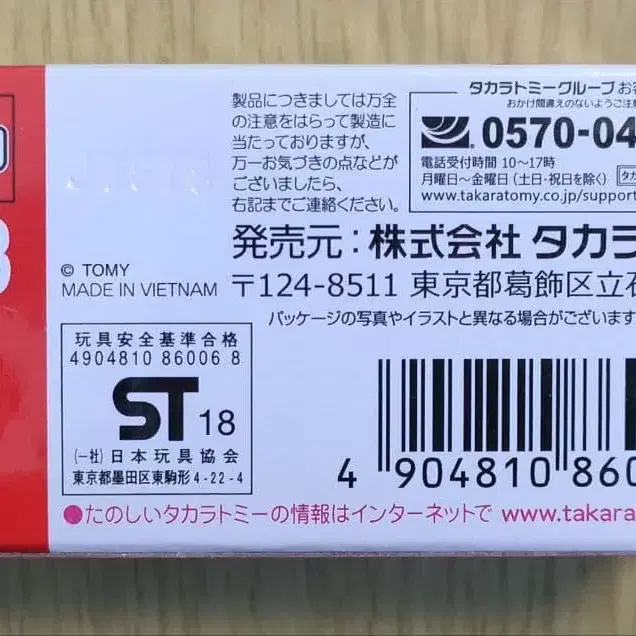 製品につきましては万全
の注意をはらって製造に
当たっておりますが、
万一お気づきの点などが
ございましたら、
右記までご連絡ください。
タカラトミーグループお客
おかけ間違えのないようご注意
0570-04
電話受付時間 10～17時
月曜日～金曜日(土日・祝日を除く)
www.takaratomy.co.jp/support
発売元:株式会社 タカラ
〒124-8511 東京都葛飾区立石
パッケージの写真やイラストと異なる場合がございます
© TOMY
MADE IN VIETNAM
玩具安全基準合格
4904810 86006 8
ST 18
(一社)日本玩具協会
東京都墨田区東駒形4-22-4
4 904810 860
●たのしいタカラトミーの情報はインターネットで www.takara